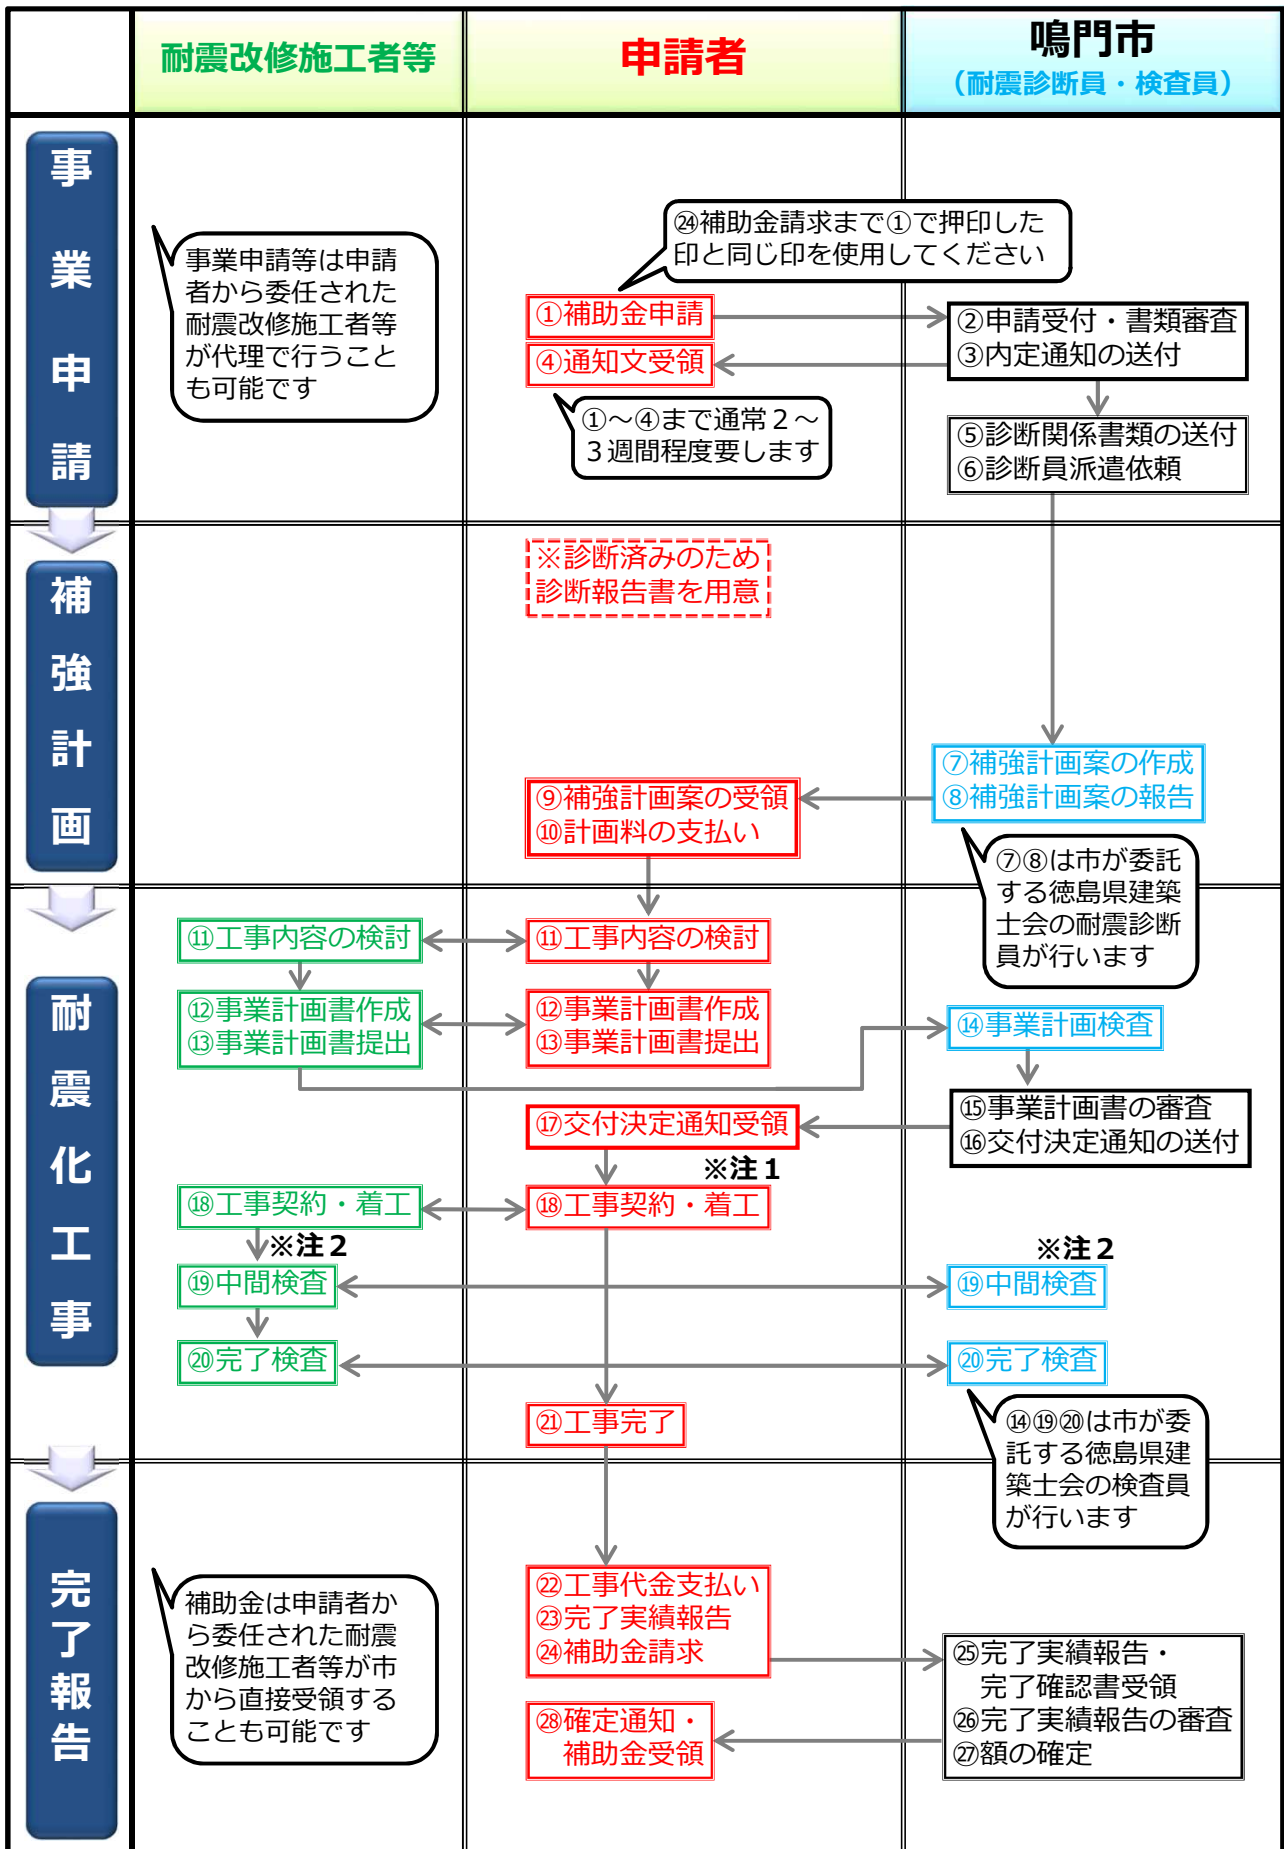 耐震改修施工者等
申請者
鳴門市
（耐震診断員・検査員）
事業申請
事業申請等は申請
者から委任された
耐震改修施工者等
が代理で行うこと
も可能です
㉔補助金請求まで①で押印した
印と同じ印を使用してください
①補助金申請
④通知文受領
①～④まで通常２～
３週間程度要します
②申請受付・書類審査
③内定通知の送付
⑤診断関係書類の送付
⑥診断員派遣依頼
補強計画
※診断済みのため
診断報告書を用意
⑦補強計画案の作成
⑧補強計画案の報告
⑨補強計画案の受領
⑩計画料の支払い
⑦⑧は市が委託
する徳島県建築
士会の耐震診断
員が行います
耐震化工事
⑪工事内容の検討
⑪工事内容の検討
⑫事業計画書作成
⑬事業計画書提出
⑫事業計画書作成
⑬事業計画書提出
⑭事業計画検査
⑮事業計画書の審査
⑯交付決定通知の送付
⑰交付決定通知受領
※注１
⑱工事契約・着工
⑱工事契約・着工
※注２
※注２
⑲中間検査
⑲中間検査
⑳完了検査
⑳完了検査
㉑工事完了
⑭⑲⑳は市が委
託する徳島県建
築士会の検査員
が行います
完了報告
補助金は申請者か
ら委任された耐震
改修施工者等が市
から直接受領する
ことも可能です
㉒工事代金支払い
㉓完了実績報告
㉔補助金請求
㉕完了実績報告・
完了確認書受領
㉖完了実績報告の審査
㉗額の確定
㉘確定通知・
補助金受領